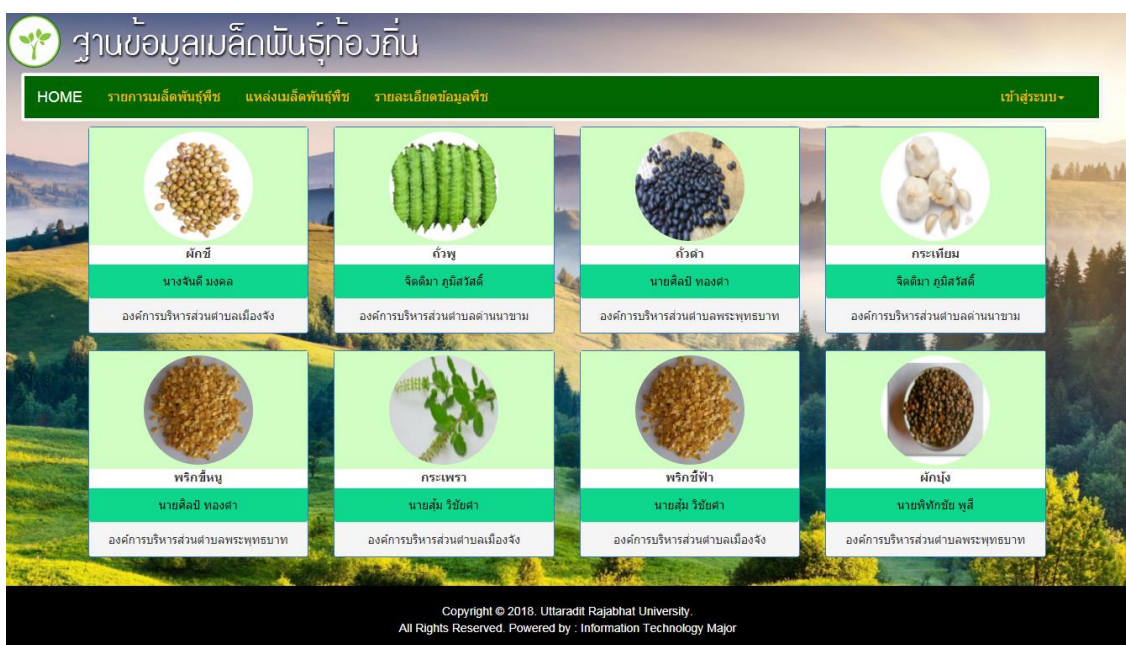 ฐานข้อมูลเมล็ดพันธุ์ท้องถิ่น
HOME รายการเมล็ดพันธุ์พืช แหล่งเมล็ดพันธุ์พืช รายละเอียดข้อมูลพืช เข้าสู่ระบบ
ผักชี ถั่วพู ถั่วดำ กระเทียม
นางจันดี มงคล จิตติมา ภูมิสวัสดิ์ นายศิลป์ ทองคำ จิตติมา ภูมิสวัสดิ์
องค์การบริหารส่วนตำบลเมืองจัง องค์การบริหารส่วนตำบลด่านนาขาม องค์การบริหารส่วนตำบลพระพุทธบาท องค์การบริหารส่วนตำบลด่านนาขาม
พริกขี้หนู กระเพรา พริกชี้ฟ้า ผักบุ้ง
นายศิลป์ ทองคำ นายสุ้ม วิชัยคำ นายสุ้ม วิชัยคำ นายพิทักชัย พูสี
องค์การบริหารส่วนตำบลพระพุทธบาท องค์การบริหารส่วนตำบลเมืองจัง องค์การบริหารส่วนตำบลเมืองจัง องค์การบริหารส่วนตำบลพระพุทธบาท
Copyright © 2018. Uttaradit Rajabhat University.
All Rights Reserved. Powered by : Information Technology Major